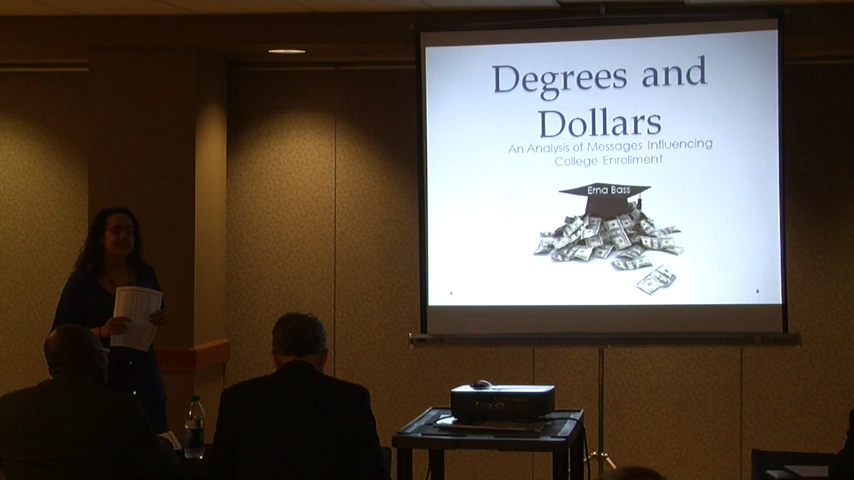 Degrees and
Dollars
An Analysis of Messages Influencing
College Enrollment
Erna Bass